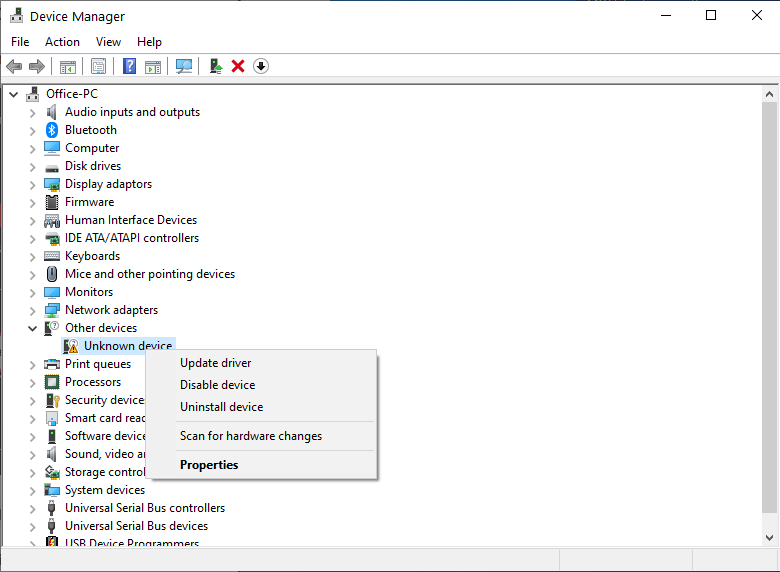 Device Manager
File Action View Help
Office-PC
Audio inputs and outputs
Bluetooth
Computer
Disk drives
Display adaptors
Firmware
Human Interface Devices
IDE ATA/ATAPI controllers
Keyboards
Mice and other pointing devices
Monitors
Network adapters
Other devices
Unknown device
Print queues
Processors
Security device
Smart card read
Software device
Sound, video a
Storage control
System devices
Universal Serial Bus controllers
Universal Serial Bus devices
USB Device Programmers
Update driver
Disable device
Uninstall device
Scan for hardware changes
Properties